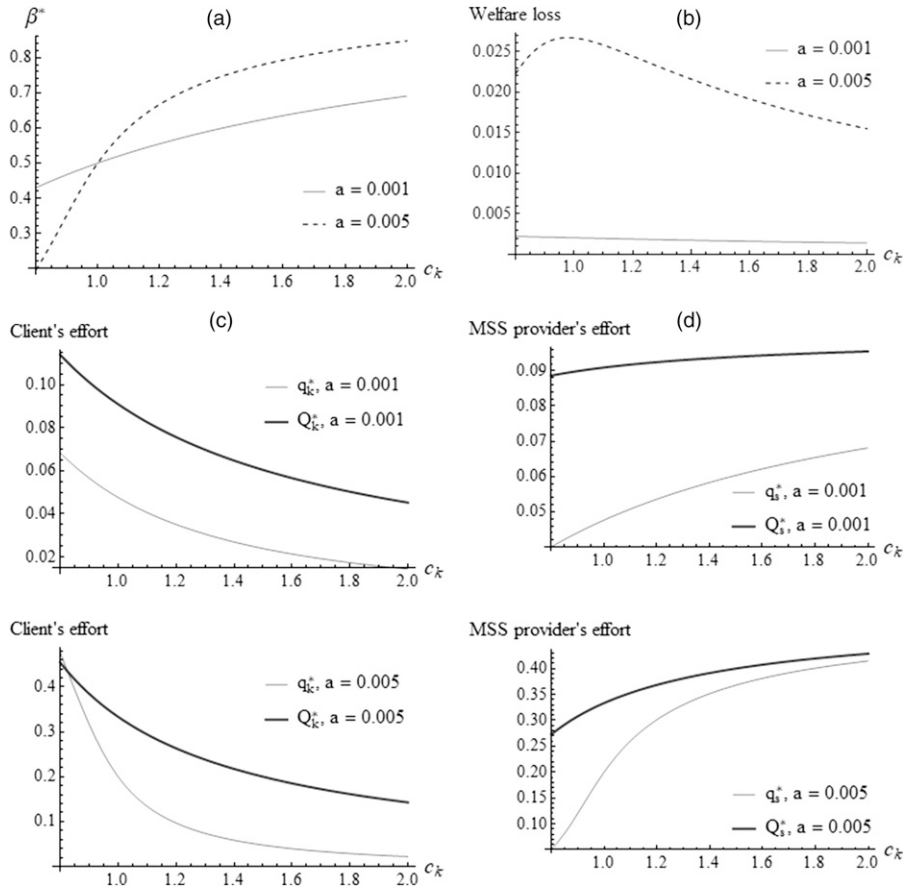 β* (a)
0.8
0.7
0.6
0.5
0.4
0.3
a = 0.001
a = 0.005
1.0 1.2 1.4 1.6 1.8 2.0 c_k
Welfare loss (b)
0.025
0.020
0.015
0.010
0.005
a = 0.001
a = 0.005
1.0 1.2 1.4 1.6 1.8 2.0 c_k
Client's effort (c)
0.10
0.08
0.06
0.04
0.02
q_k*, a = 0.001
Q_k*, a = 0.001
1.0 1.2 1.4 1.6 1.8 2.0 c_k
MSS provider's effort (d)
0.09
0.08
0.07
0.06
0.05
q_s*, a = 0.001
Q_s*, a = 0.001
1.0 1.2 1.4 1.6 1.8 2.0 c_k
Client's effort
0.4
0.3
0.2
0.1
q_k*, a = 0.005
Q_k*, a = 0.005
1.0 1.2 1.4 1.6 1.8 2.0 c_k
MSS provider's effort
0.40
0.35
0.30
0.25
0.20
0.15
0.10
q_s*, a = 0.005
Q_s*, a = 0.005
1.0 1.2 1.4 1.6 1.8 2.0 c_k